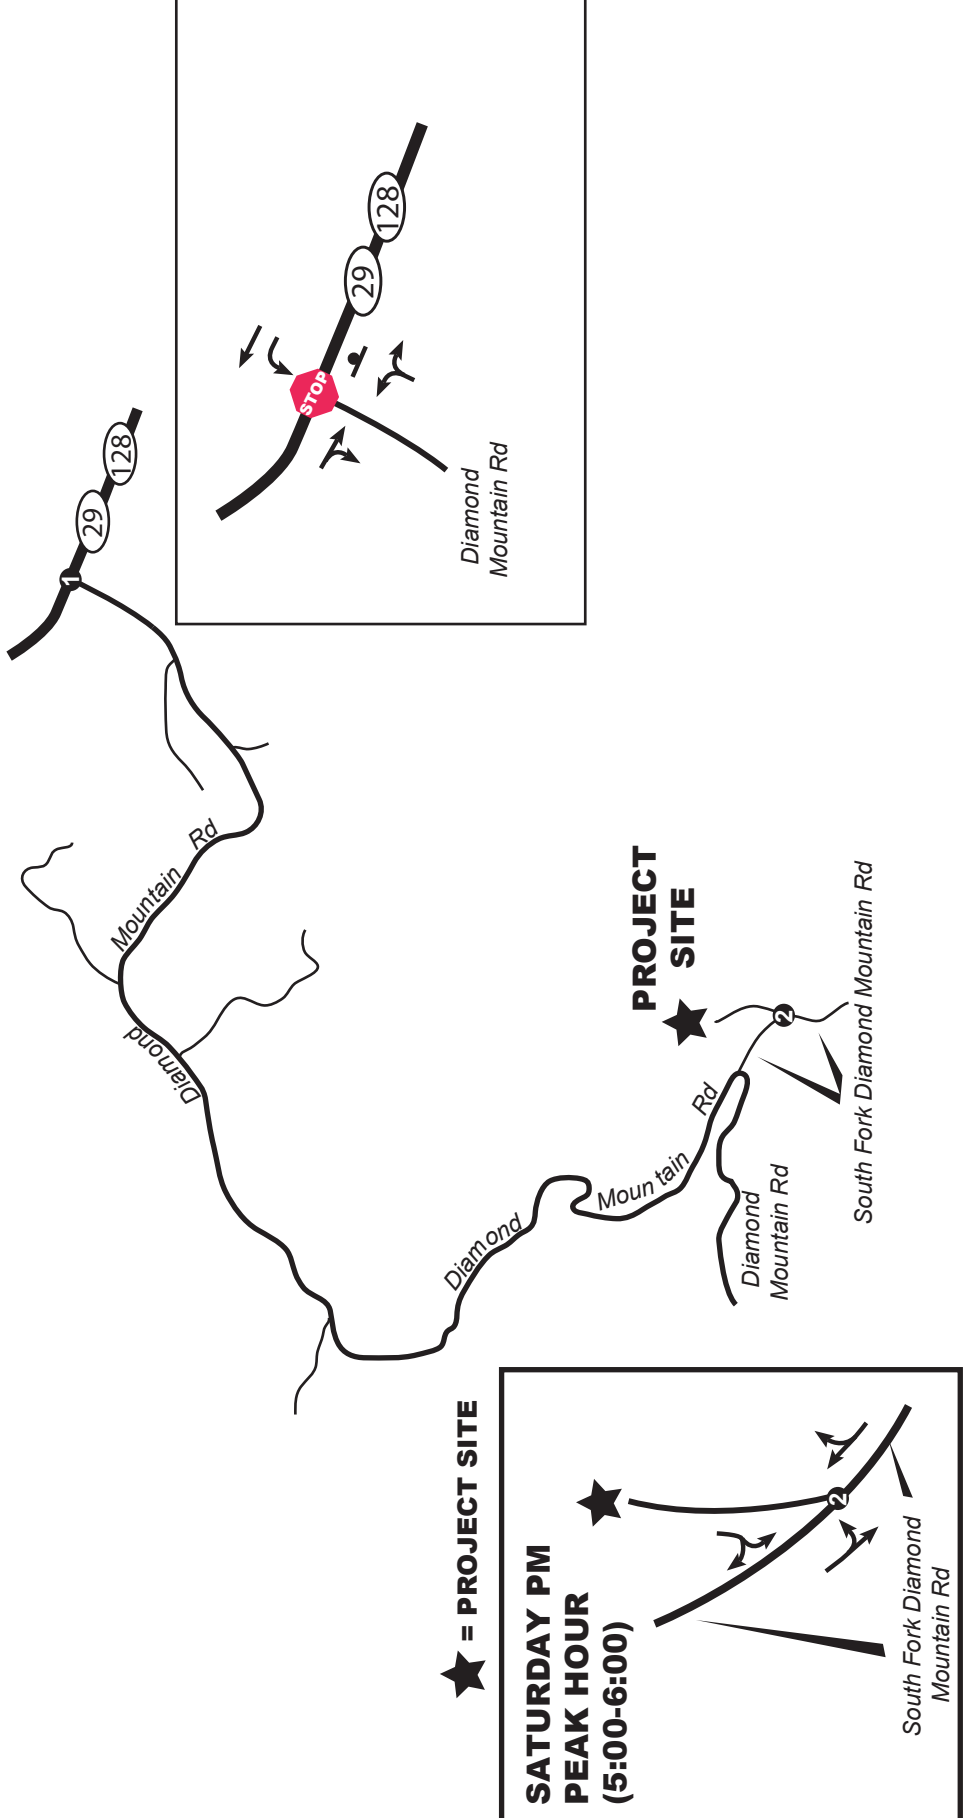 29
128
1
Diamond
Mountain
Rd
STOP
29
128
Diamond
Mountain Rd
PROJECT
SITE
2
South Fork Diamond Mountain Rd
Diamond
Mountain
Rd
Diamond
Mountain Rd
= PROJECT SITE
SATURDAY PM
PEAK HOUR
(5:00-6:00)
2
South Fork Diamond
Mountain Rd